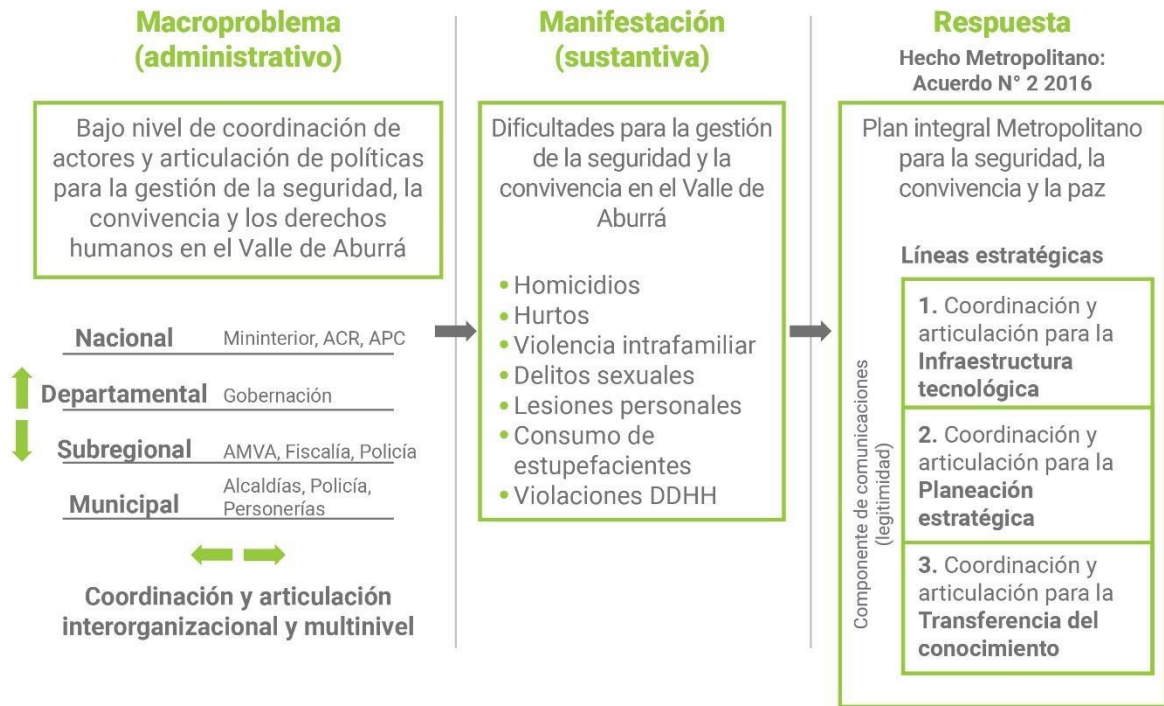 Macroproblema
(administrativo)
Bajo nivel de coordinación de
actores y articulación de políticas
para la gestión de la seguridad, la
convivencia y los derechos
humanos en el Valle de Aburrá
Nacional Mininterior, ACR, APC
Departamental Gobernación
Subregional AMVA, Fiscalía, Policía
Municipal Alcaldías, Policía,
Personerías
Coordinación y articulación
interorganizacional y multinivel
Manifestación
(sustantiva)
Dificultades para la gestión
de la seguridad y la
convivencia en el Valle de
Aburrá
• Homicidios
• Hurtos
• Violencia intrafamiliar
• Delitos sexuales
• Lesiones personales
• Consumo de
estupefacientes
• Violaciones DDHH
Respuesta
Hecho Metropolitano:
Acuerdo N° 2 2016
Plan integral Metropolitano
para la seguridad, la
convivencia y la paz
Líneas estratégicas
Componente de comunicaciones
(legitimidad)
1. Coordinación y
articulación para la
Infraestructura
tecnológica
2. Coordinación y
articulación para la
Planeación
estratégica
3. Coordinación y
articulación para la
Transferencia del
conocimiento